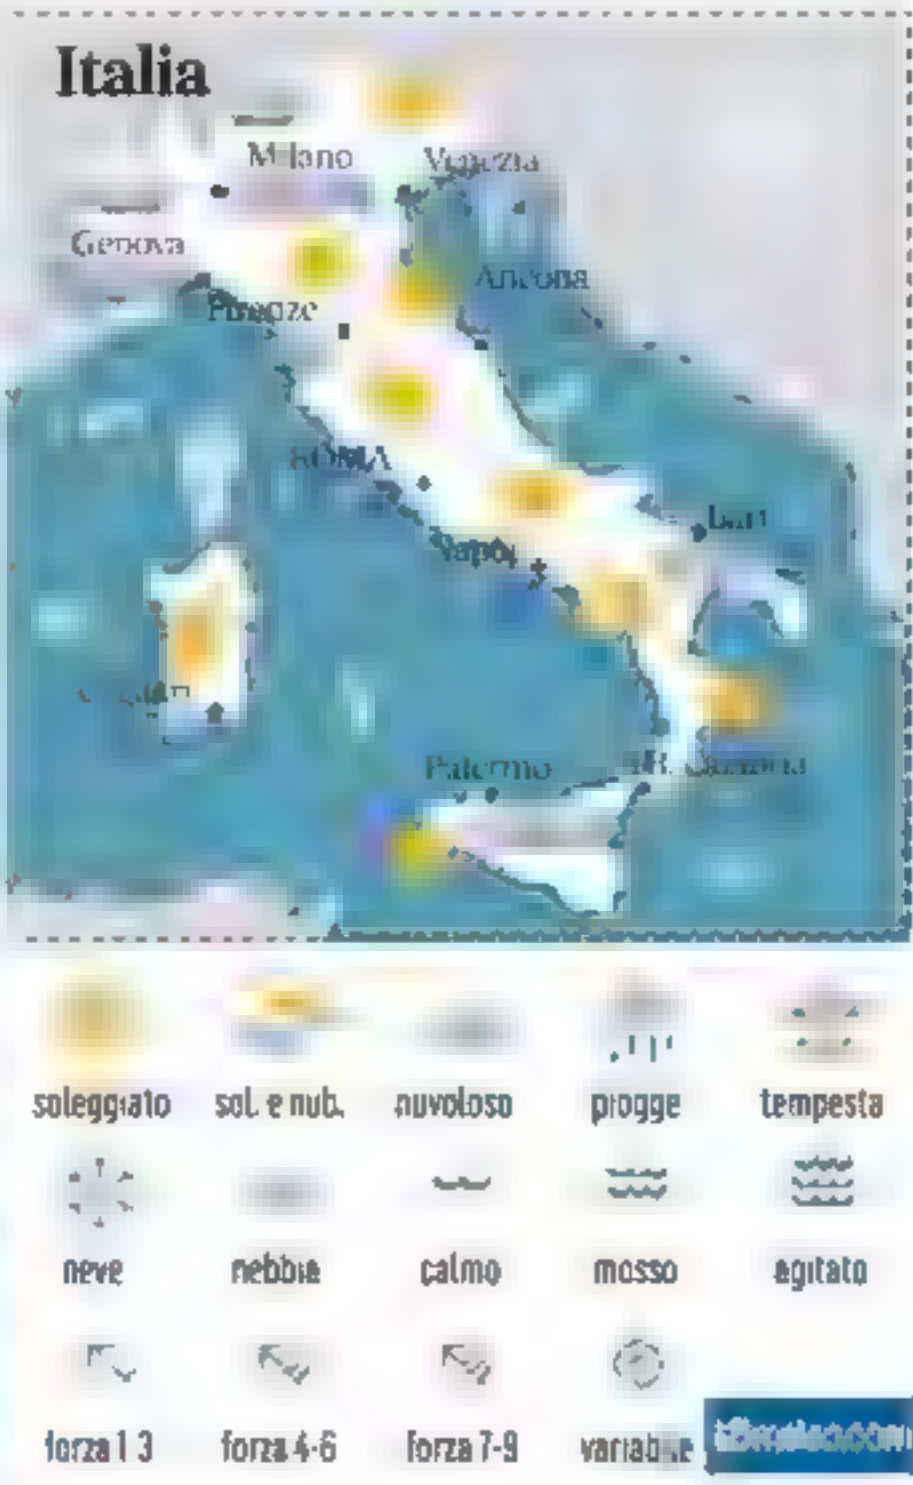 Italia
Milano
Venezia
Genova
Ancona
Firenze
ROMA
Bari
Napoli
Palermo
R. Calabria
soleggiato sol. e nub. nuvoloso piogge tempesta
neve nebbia calmo mosso agitato
forza 1-3 forza 4-6 forza 7-9 variabile